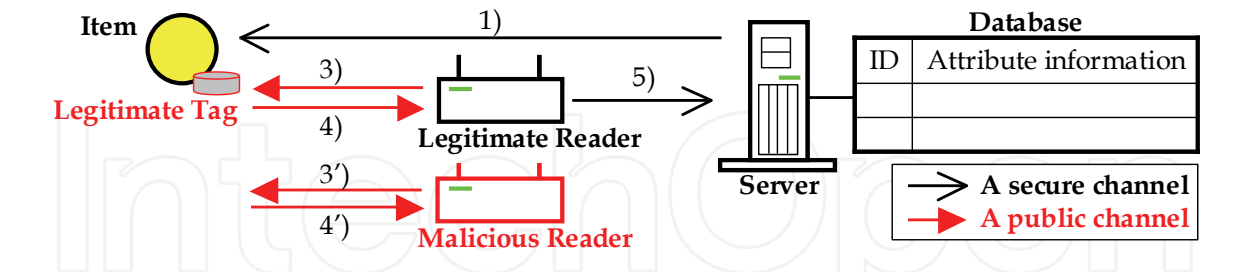 Item
1)
Database
ID Attribute information
3)
5)
Legitimate Tag
4)
Legitimate Reader
3')
4')
Malicious Reader
Server
A secure channel
A public channel
IntechOpen